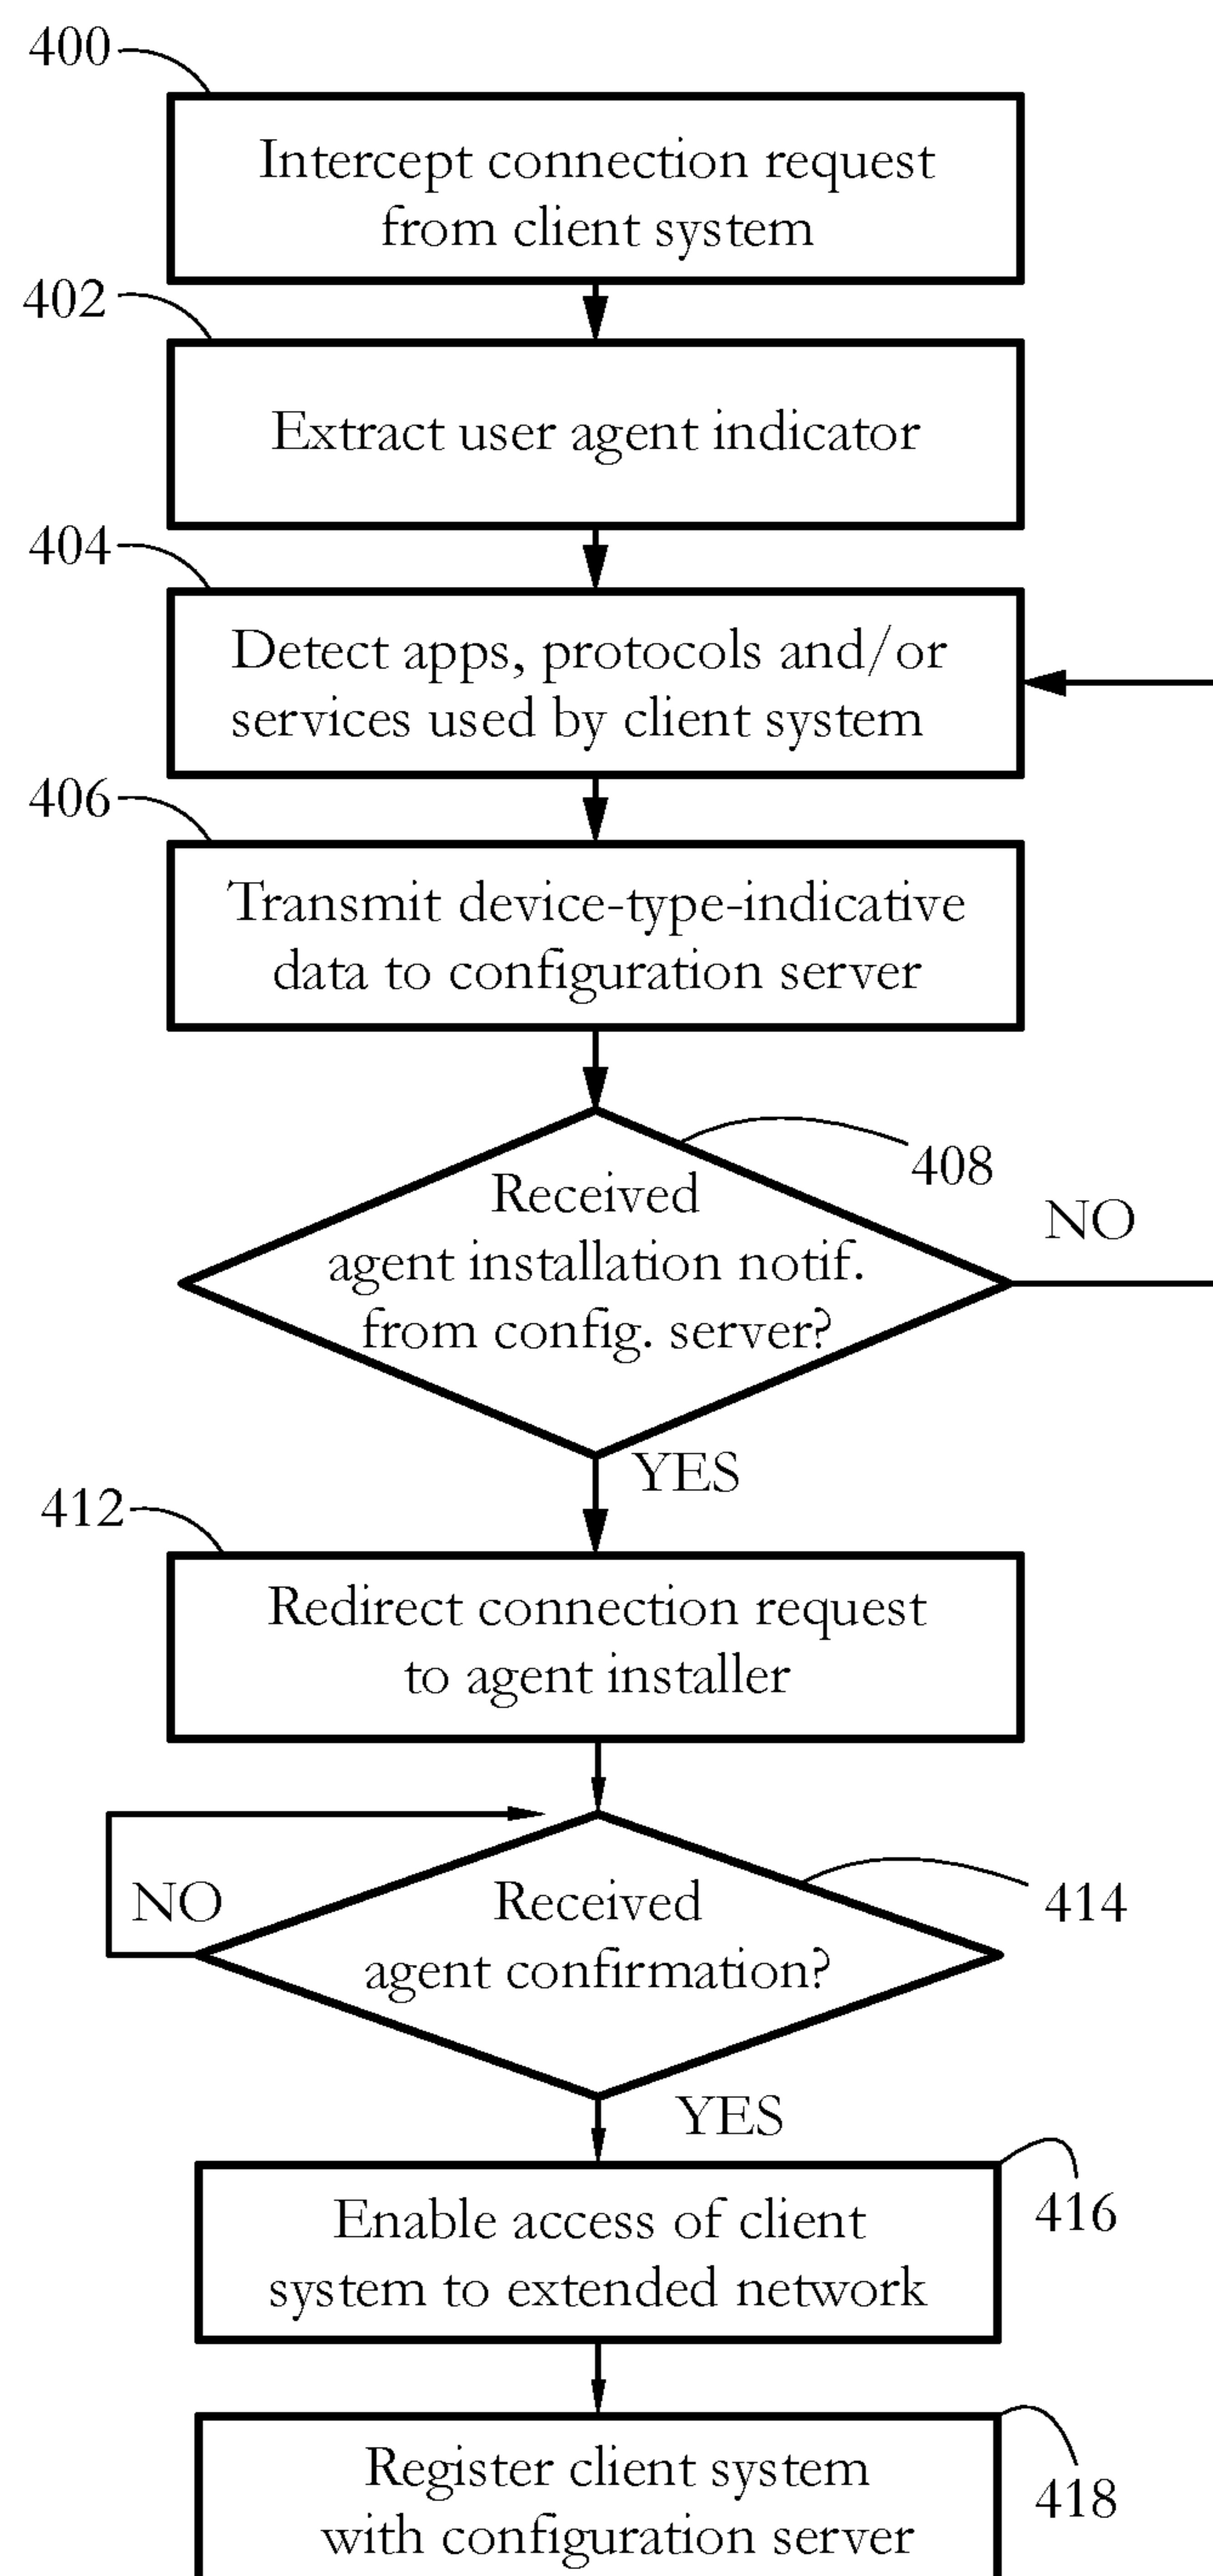 400
Intercept connection request
from client system
402
Extract user agent indicator
404
Detect apps, protocols and/or
services used by client system
406
Transmit device-type-indicative
data to configuration server
408
Received
agent installation notif.
from config. server?
NO
YES
412
Redirect connection request
to agent installer
NO
Received
agent confirmation?
414
YES
Enable access of client
system to extended network
416
Register client system
with configuration server
418